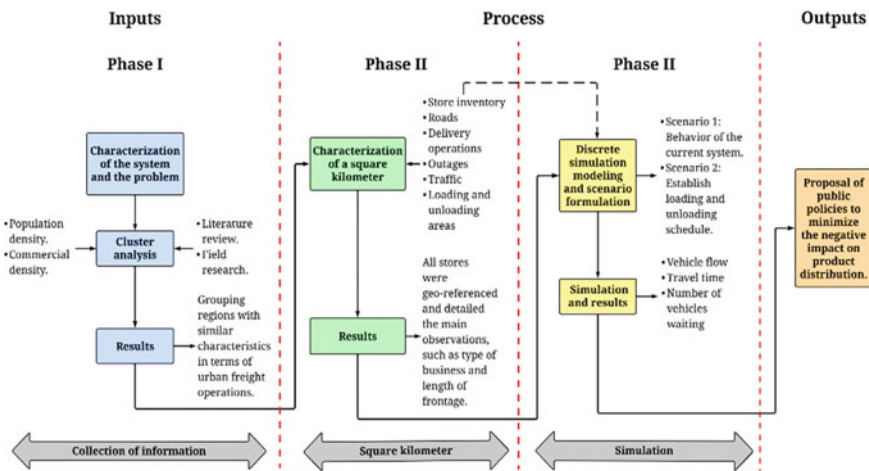 Inputs
Process
Outputs
Phase I
Phase II
Phase II
Characterization
of the system
and the problem
•Population
density.
•Commercial
density.
Cluster
analysis
•Literature
review.
•Field
research.
Results
Grouping
regions with
similar
characteristics
in terms of
urban freight
operations.
Collection of information
Characterization
of a square
kilometer
•Store inventory
•Roads
•Delivery
operations
•Outages
•Traffic
•Loading and
unloading
areas
Results
All stores
were
geo-referenced
and detailed
the main
observations,
such as type of
business and
length of
frontage.
Square kilometer
Discrete
simulation
modeling
and scenario
formulation
•Scenario 1:
Behavior of the
current system.
•Scenario 2:
Establish
loading and
unloading
schedule.
Simulation
and results
•Vehicle flow
•Travel time
•Number of
vehicles
waiting
Simulation
Proposal of
public
policies to
minimize
the negative
impact on
product
distribution.